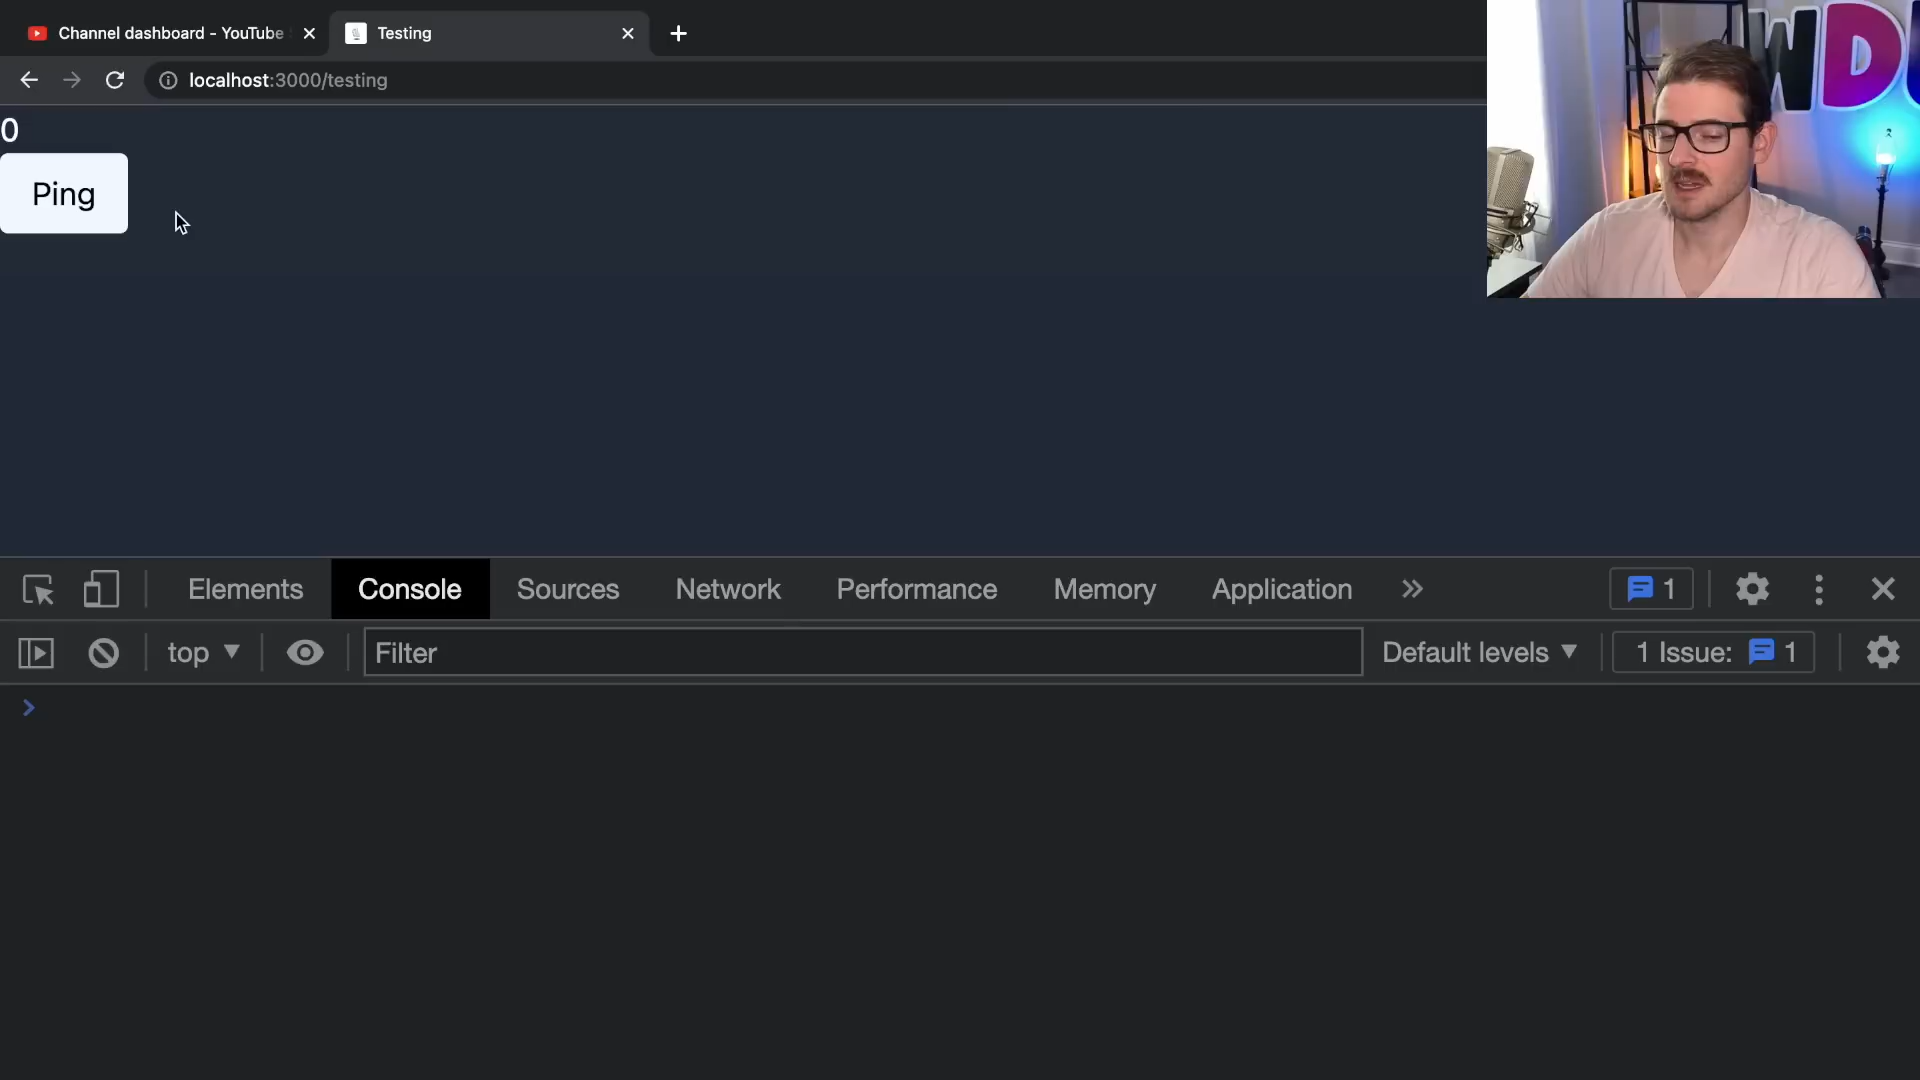 Channel dashboard - YouTube
Testing
localhost:3000/testing
WD
0
Ping
Elements
Console
Sources
Network
Performance
Memory
Application
1
top
Filter
Default levels
1 Issue:
1